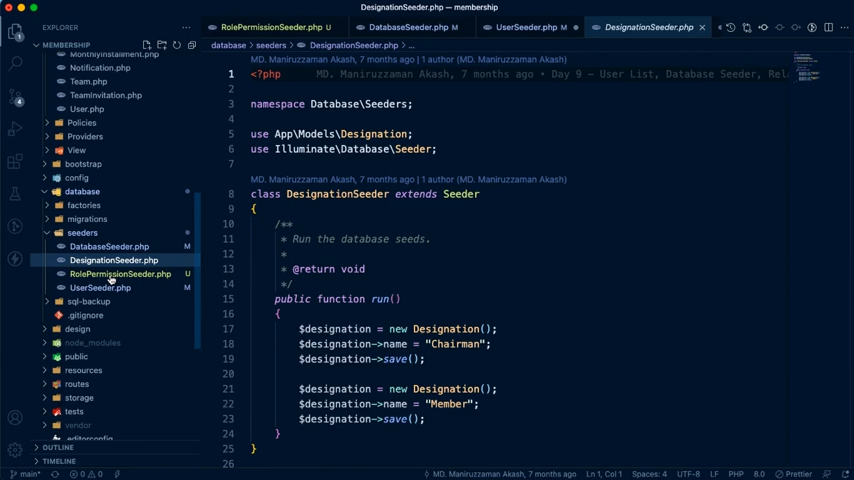 DesignationSeeder.php — membership
EXPLORER
RolePermissionSeeder.php U
DatabaseSeeder.php M
UserSeeder.php M
DesignationSeeder.php
MEMBERSHIP
database > seeders > DesignationSeeder.php > ...
MonthlyInstallment.php
Notification.php
Team.php
TeamInvitation.php
User.php
Policies
Providers
View
bootstrap
config
database
factories
migrations
seeders
DatabaseSeeder.php M
DesignationSeeder.php
RolePermissionSeeder.php U
UserSeeder.php M
sql-backup
.gitignore
design
node_modules
public
resources
routes
storage
tests
vendor
.editorconfig
OUTLINE
TIMELINE
1
4
MD. Maniruzzaman Akash, 7 months ago | 1 author (MD. Maniruzzaman Akash)
1 <?php MD. Maniruzzaman Akash, 7 months ago • Day 9 – User List, Database Seeder, Rela
2
3 namespace Database\Seeders;
4
5 use App\Models\Designation;
6 use Illuminate\Database\Seeder;
7
MD. Maniruzzaman Akash, 7 months ago | 1 author (MD. Maniruzzaman Akash)
8 class DesignationSeeder extends Seeder
9 {
10 /**
11 * Run the database seeds.
12 *
13 * @return void
14 */
15 public function run()
16 {
17 $designation = new Designation();
18 $designation->name = "Chairman";
19 $designation->save();
20
21 $designation = new Designation();
22 $designation->name = "Member";
23 $designation->save();
24 }
25 }
26
main* 0 0 MD. Maniruzzaman Akash, 7 months ago Ln 1, Col 1 Spaces: 4 UTF-8 LF PHP 8.0 Prettier